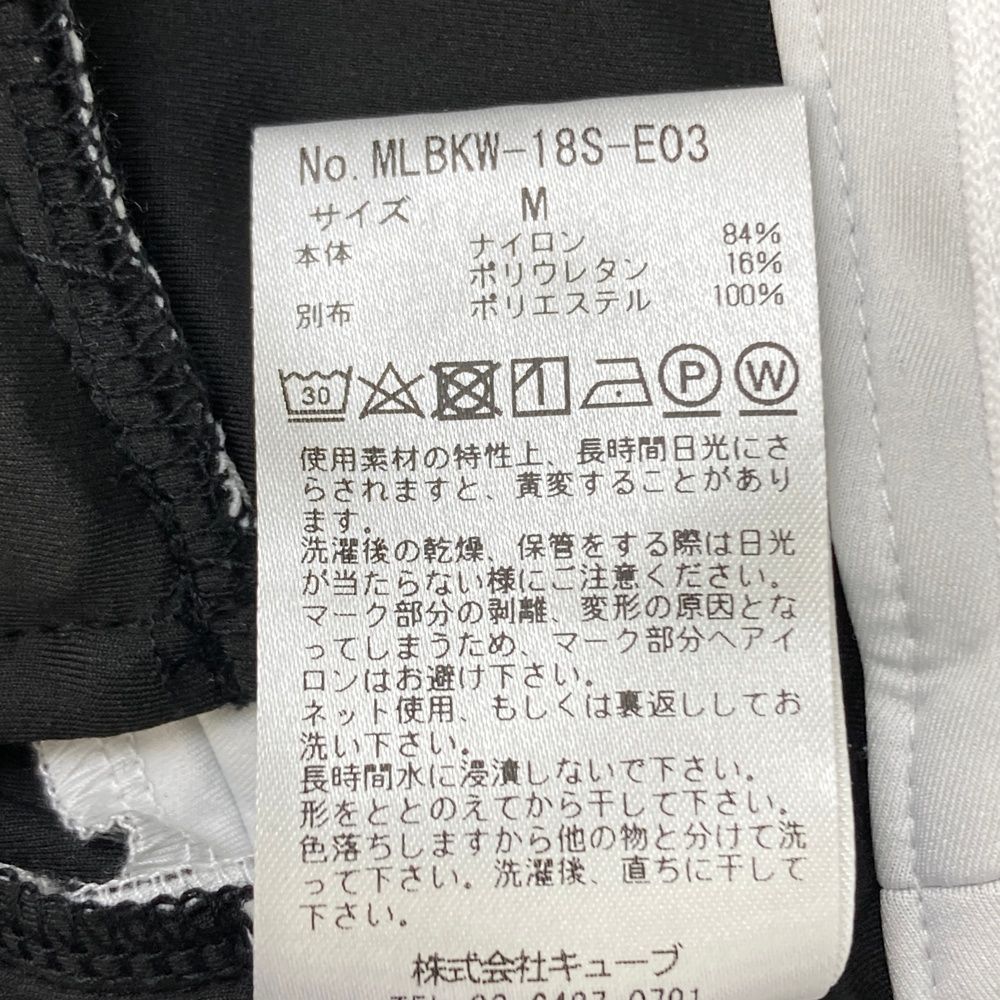 No. MLBKW-18S-E03
サイズ M
本体 ナイロン 84%
ポリウレタン 16%
別布 ポリエステル 100%
30 P W
使用素材の特性上、長時間日光にさ
らされますと、黄変することがあり
ます。
洗濯後の乾燥、保管をする際は日光
が当たらない様にご注意ください。
マーク部分の剥離、変形の原因とな
ってしまうため、マーク部分へアイ
ロンはお避け下さい。
ネット使用、もしくは裏返ししてお
洗い下さい。
長時間水に浸漬しないで下さい。
形をととのえてから干して下さい。
色落ちしますから他の物と分けて洗
って下さい。洗濯後、直ちに干して
下さい。
株式会社キューブ